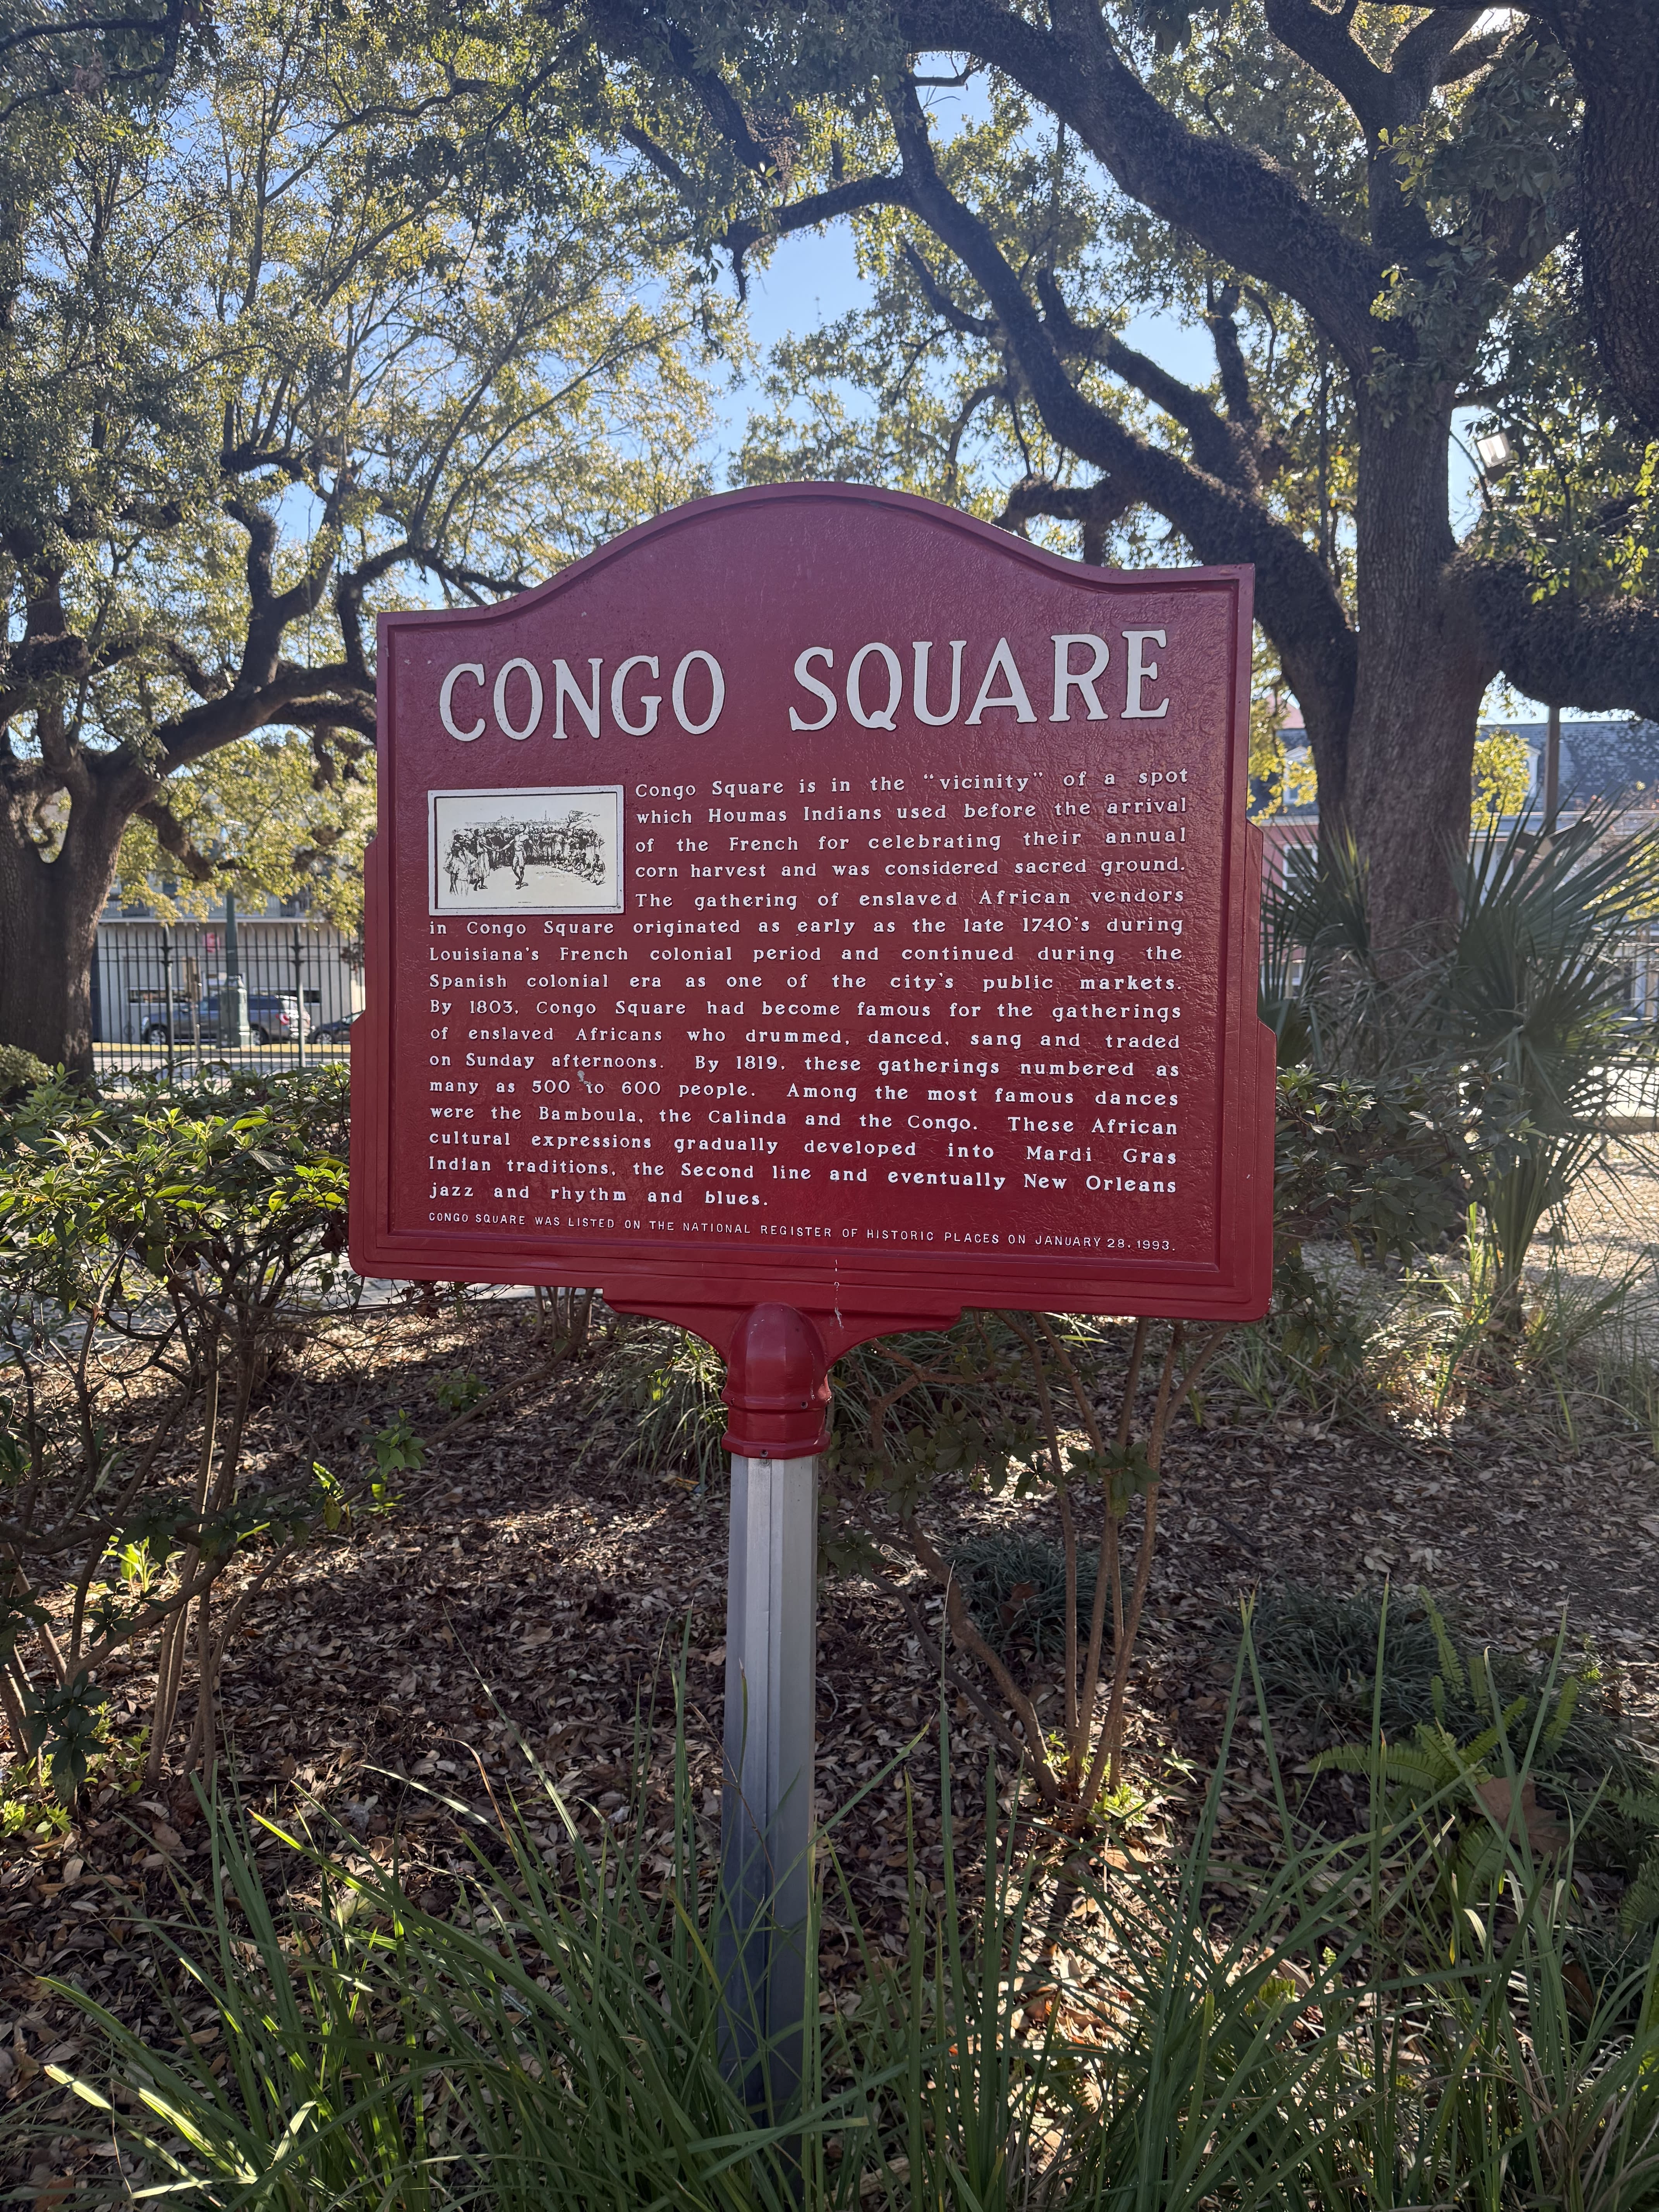 CONGO SQUARE
Congo Square is in the "vicinity" of a spot
which Houmas Indians used before the arrival
of the French for celebrating their annual
corn harvest and was considered sacred ground.
The gathering of enslaved African vendors
in Congo Square originated as early as the late 1740's during
Louisiana's French colonial period and continued during the
Spanish colonial era as one of the city's public markets.
By 1803, Congo Square had become famous for the gatherings
of enslaved Africans who drummed, danced, sang and traded
on Sunday afternoons. By 1819, these gatherings numbered as
many as 500 to 600 people. Among the most famous dances
were the Bamboula, the Calinda and the Congo. These African
cultural expressions gradually developed into Mardi Gras
Indian traditions, the Second line and eventually New Orleans
jazz and rhythm and blues.
CONGO SQUARE WAS LISTED ON THE NATIONAL REGISTER OF HISTORIC PLACES ON JANUARY 28, 1993.